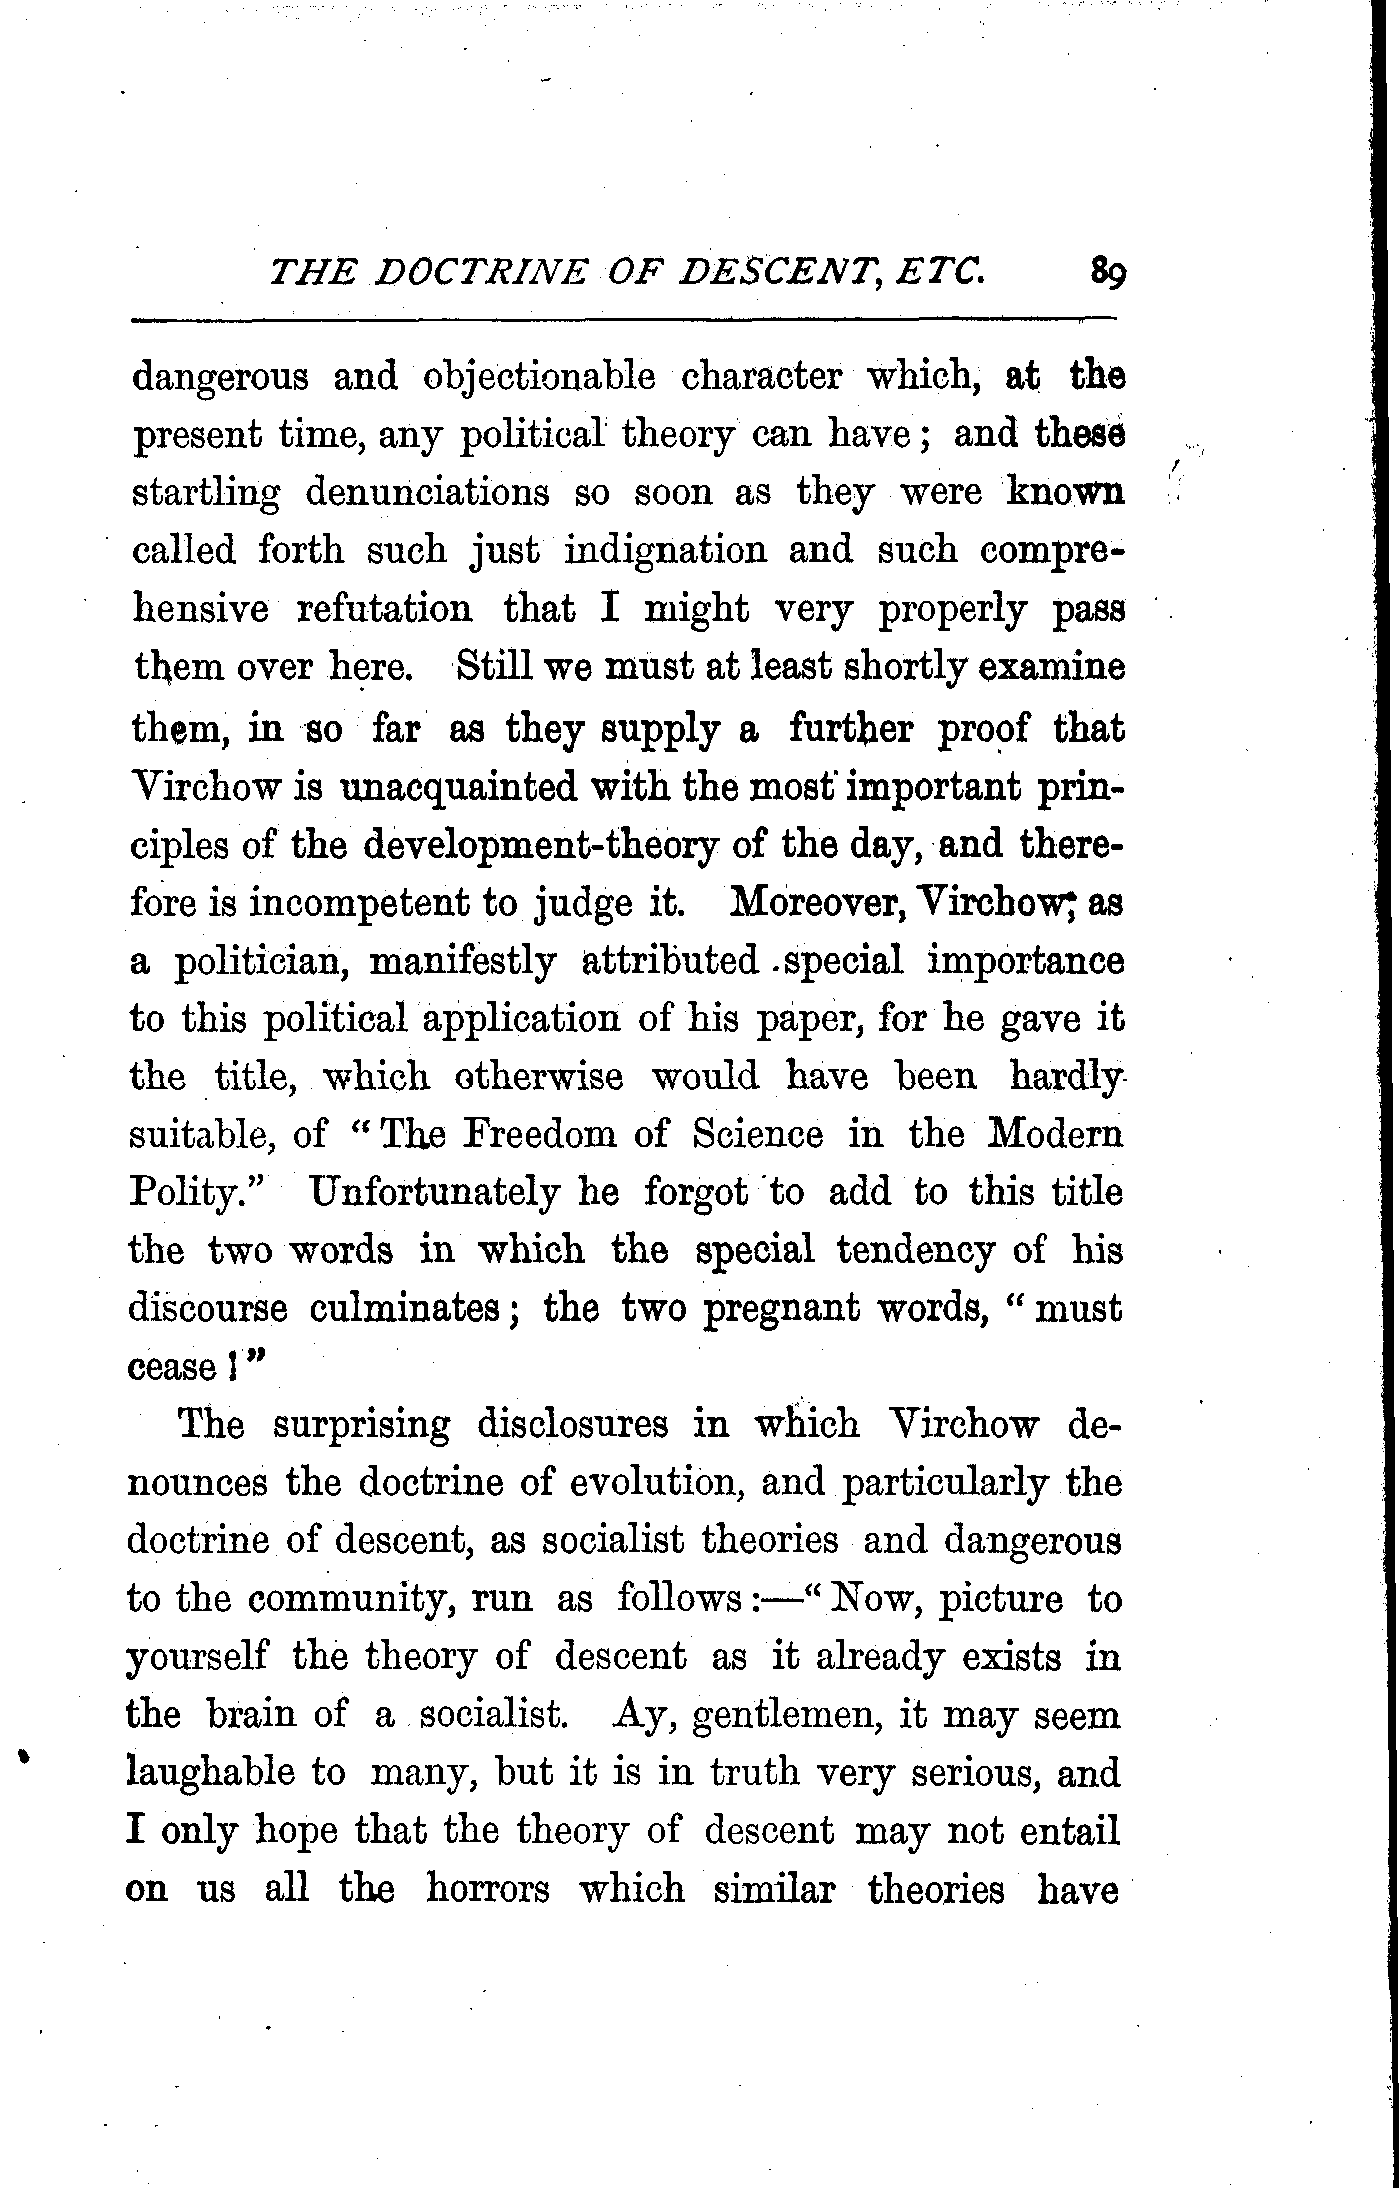 THE DOCTRINE OF DESCENT, ETC. 89
dangerous and objectionable character which, at the
present time, any political theory can have; and these
startling denunciations so soon as they were known
called forth such just indignation and such compre-
hensive refutation that I might very properly pass
them over here. Still we must at least shortly examine
them, in so far as they supply a further proof that
Virchow is unacquainted with the most important prin-
ciples of the development-theory of the day, and there-
fore is incompetent to judge it. Moreover, Virchow, as
a politician, manifestly attributed special importance
to this political application of his paper, for he gave it
the title, which otherwise would have been hardly
suitable, of “The Freedom of Science in the Modern
Polity.” Unfortunately he forgot to add to this title
the two words in which the special tendency of his
discourse culminates; the two pregnant words, “must
cease!”
The surprising disclosures in which Virchow de-
nounces the doctrine of evolution, and particularly the
doctrine of descent, as socialist theories and dangerous
to the community, run as follows:—“Now, picture to
yourself the theory of descent as it already exists in
the brain of a socialist. Ay, gentlemen, it may seem
laughable to many, but it is in truth very serious, and
I only hope that the theory of descent may not entail
on us all the horrors which similar theories have